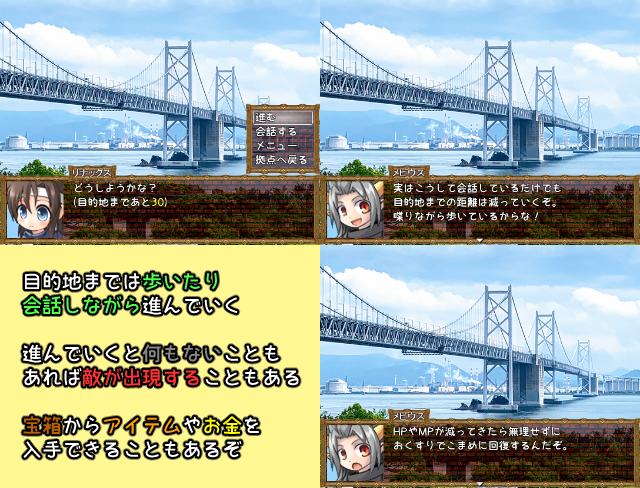 進む
会話する
メニュー
拠点へ戻る
リナックス
どうしようかな？
(目的地まであと30)
メビウス
実はこうして会話しているだけでも
目的地までの距離は減っていくぞ。
喋りながら歩いているからな！
目的地までは歩いたり
会話しながら進んでいく
進んでいくと何もないことも
あれば敵が出現することもある
宝箱からアイテムやお金を
入手できることもあるぞ
メビウス
HPやMPが減ってきたら無理せずに
おくすりでこまめに回復するんだぞ。